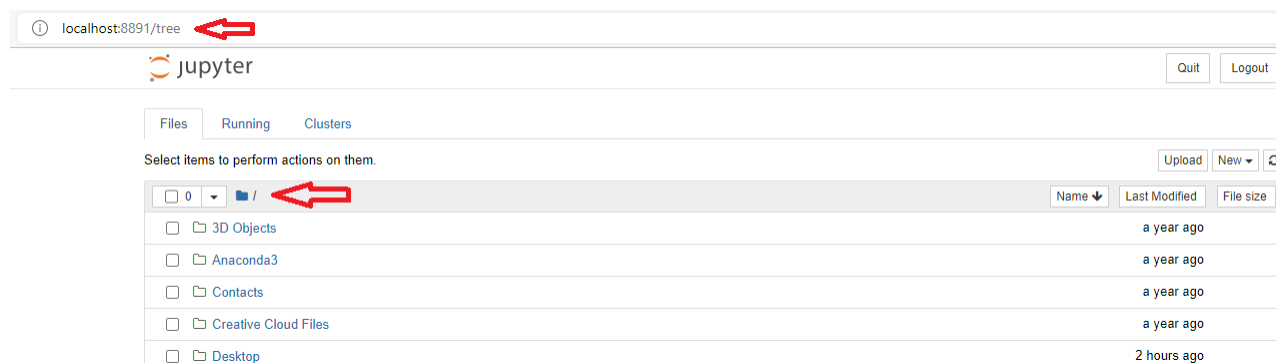 localhost:8891/tree
jupyter
Quit Logout
Files Running Clusters
Select items to perform actions on them.
Upload New
0 / Name Last Modified File size
3D Objects a year ago
Anaconda3 a year ago
Contacts a year ago
Creative Cloud Files a year ago
Desktop 2 hours ago